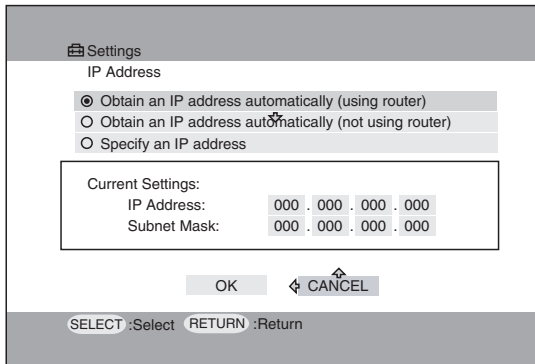 Settings
IP Address
Obtain an IP address automatically (using router)
Obtain an IP address automatically (not using router)
Specify an IP address
Current Settings:
IP Address: 000 . 000 . 000 . 000
Subnet Mask: 000 . 000 . 000 . 000
OK CANCEL
SELECT :Select RETURN :Return